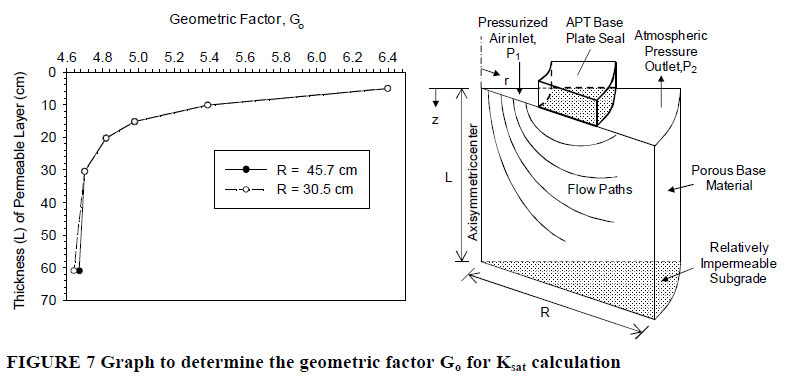 Geometric Factor, Go
4.6 4.8 5.0 5.2 5.4 5.6 5.8 6.0 6.2 6.4
0
10
20
30
40
50
60
70
Thickness (L) of Permeable Layer (cm)
R = 45.7 cm
R = 30.5 cm
Pressurized
Air inlet,
P1
APT Base
Plate Seal
Atmospheric
Pressure
Outlet,P2
r
z
L
Axisymmetriccenter
Flow Paths
Porous Base
Material
Relatively
Impermeable
Subgrade
R
FIGURE 7 Graph to determine the geometric factor Go for Ksat calculation